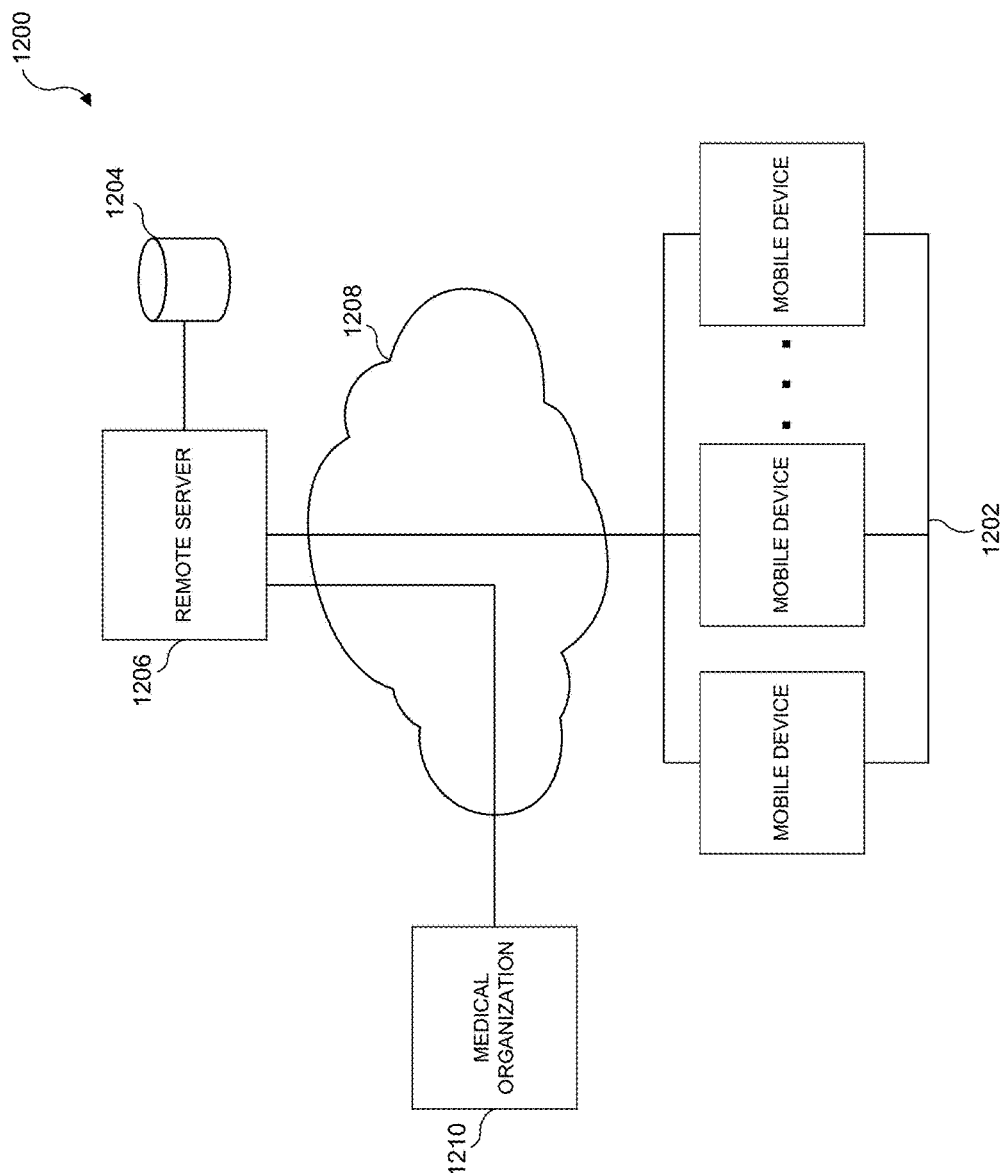 1200
1204
REMOTE SERVER
1206
1208
MEDICAL
ORGANIZATION
1210
MOBILE DEVICE
MOBILE DEVICE
MOBILE DEVICE
1202